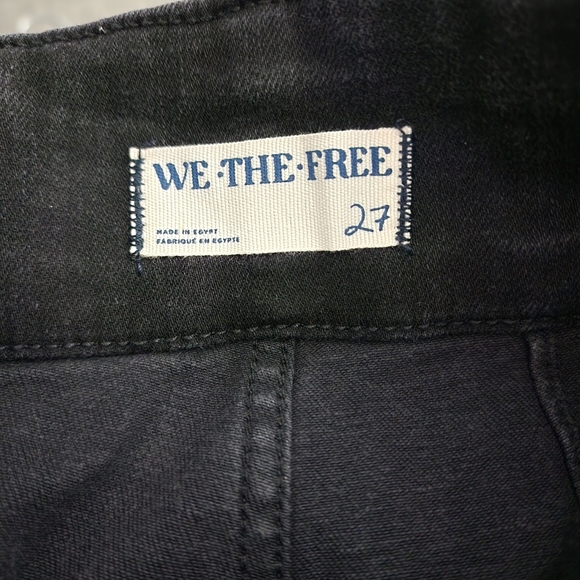 WE·THE·FREE
27
MADE IN EGYPT
FABRIQUÉ EN EGYPTE